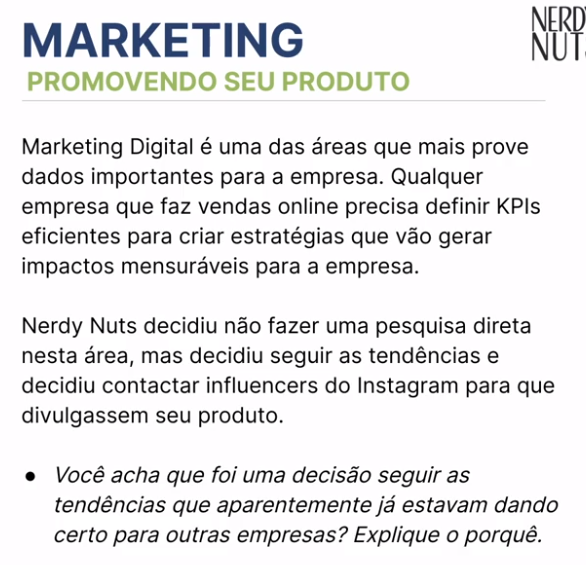 MARKETING
PROMOVENDO SEU PRODUTO
NERDY
NUT
Marketing Digital é uma das áreas que mais prove
dados importantes para a empresa. Qualquer
empresa que faz vendas online precisa definir KPIs
eficientes para criar estratégias que vão gerar
impactos mensuráveis para a empresa.
Nerdy Nuts decidiu não fazer uma pesquisa direta
nesta área, mas decidiu seguir as tendências e
decidiu contactar influencers do Instagram para que
divulgassem seu produto.
● Você acha que foi uma decisão seguir as
tendências que aparentemente já estavam dando
certo para outras empresas? Explique o porquê.